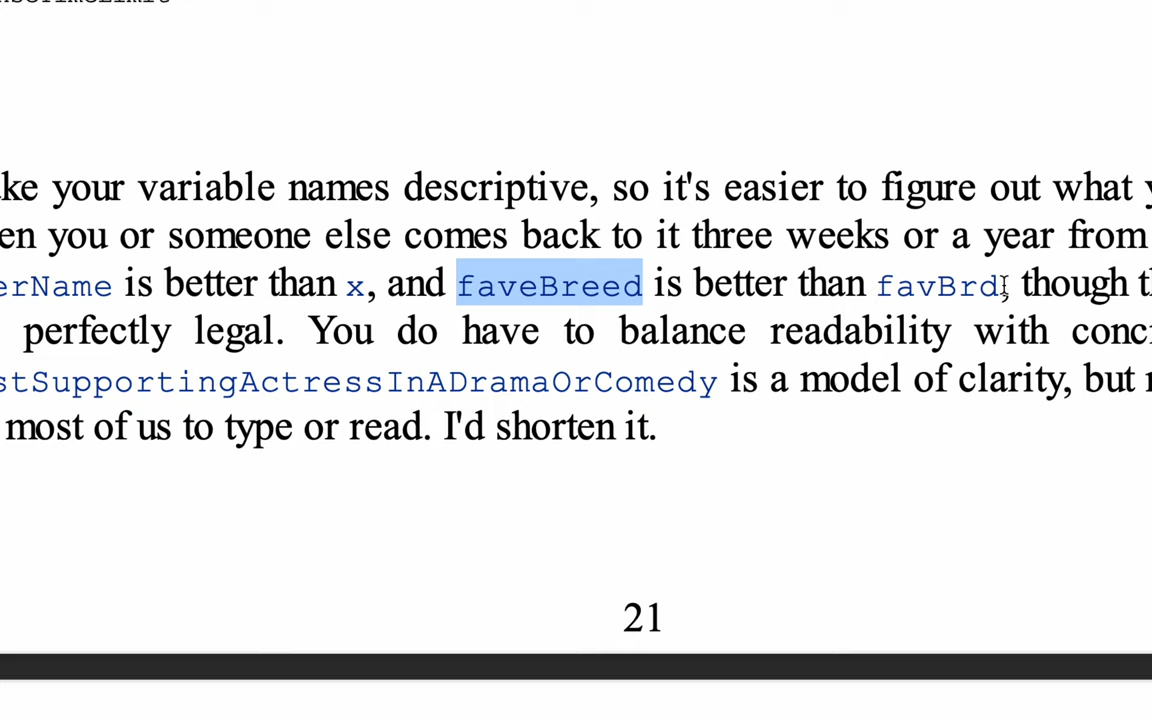 ke your variable names descriptive, so it's easier to figure out what y
en you or someone else comes back to it three weeks or a year from
erName is better than x, and faveBreed is better than favBrd, though th
perfectly legal. You do have to balance readability with conci
stSupportingActressInADramaOrComedy is a model of clarity, but
most of us to type or read. I'd shorten it.
21